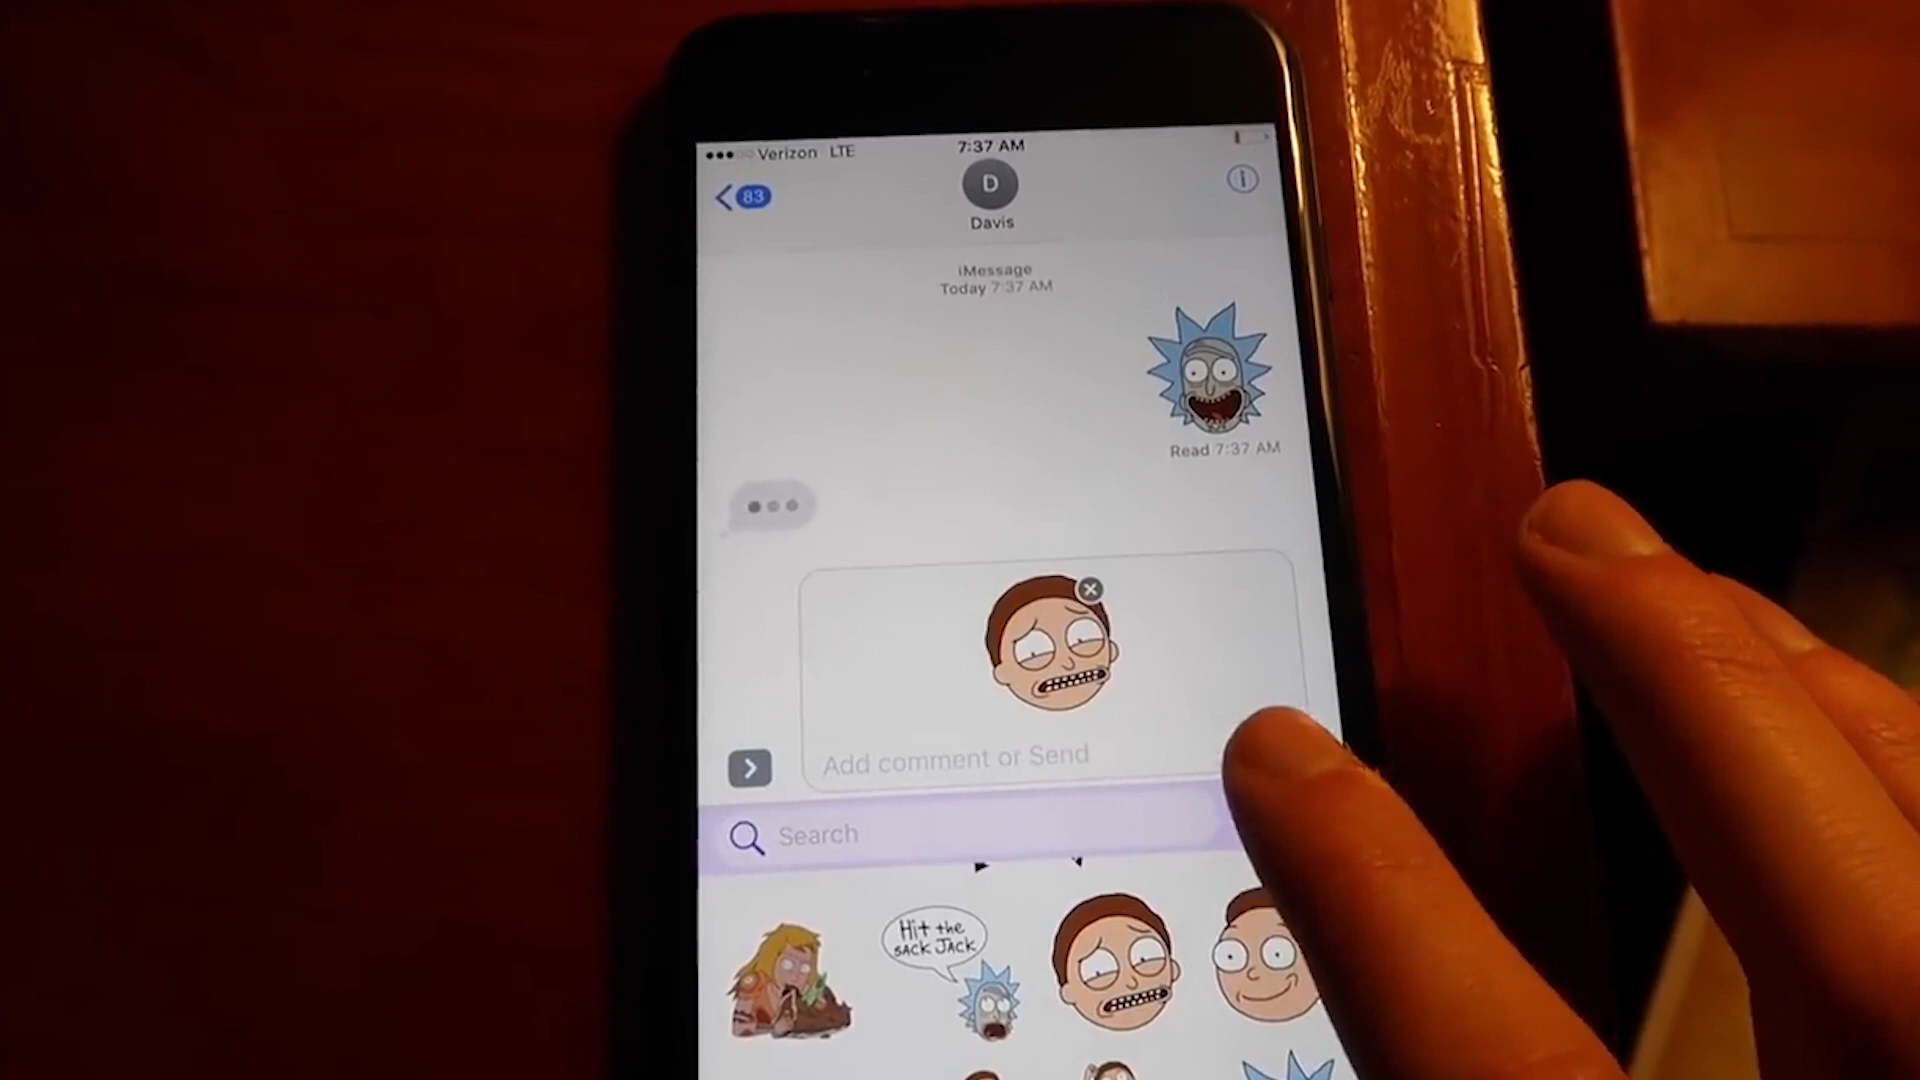 Verizon LTE 7:37 AM
83
D
Davis
iMessage
Today 7:37 AM
Read 7:37 AM
Add comment or Send
Search
Hit the
SACK JACK